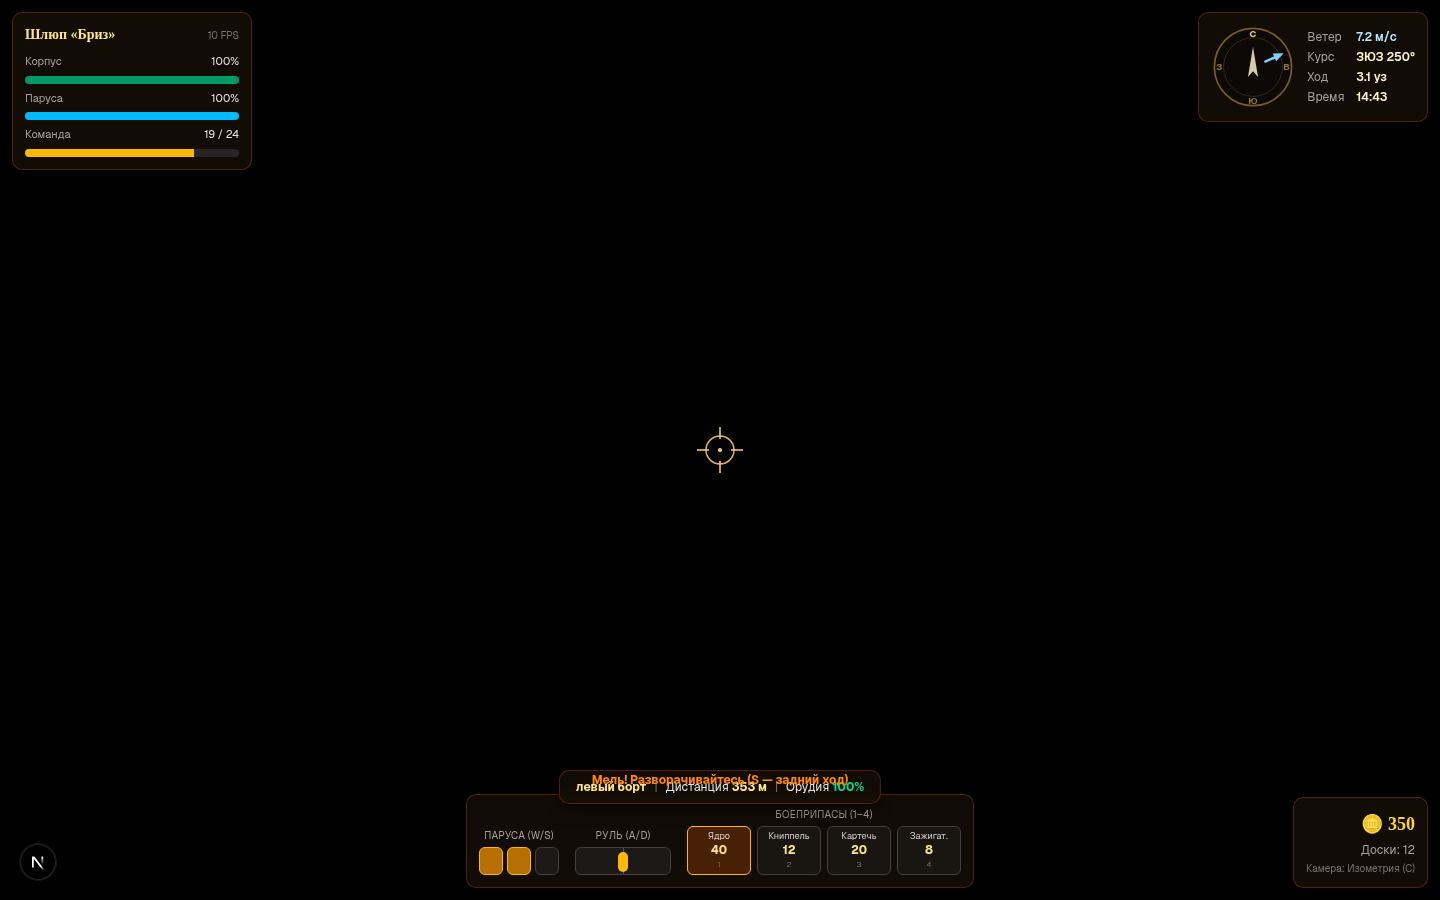 Шлюп «Бриз» 10 FPS
Корпус 100%
Паруса 100%
Команда 19 / 24
С
З
В
Ю
Ветер 7.2 м/с
Курс ЗЮЗ 250°
Ход 3.1 уз
Время 14:43
Мель! Разворачивайтесь (S — задний ход)
левый борт | Дистанция 353 м | Орудия 100%
ПАРУСА (W/S)
РУЛЬ (A/D)
БОЕПРИПАСЫ (1–4)
Ядро 40 1
Книппель 12 2
Картечь 20 3
Зажигат. 8 4
N
🪙 350
Доски: 12
Камера: Изометрия (C)